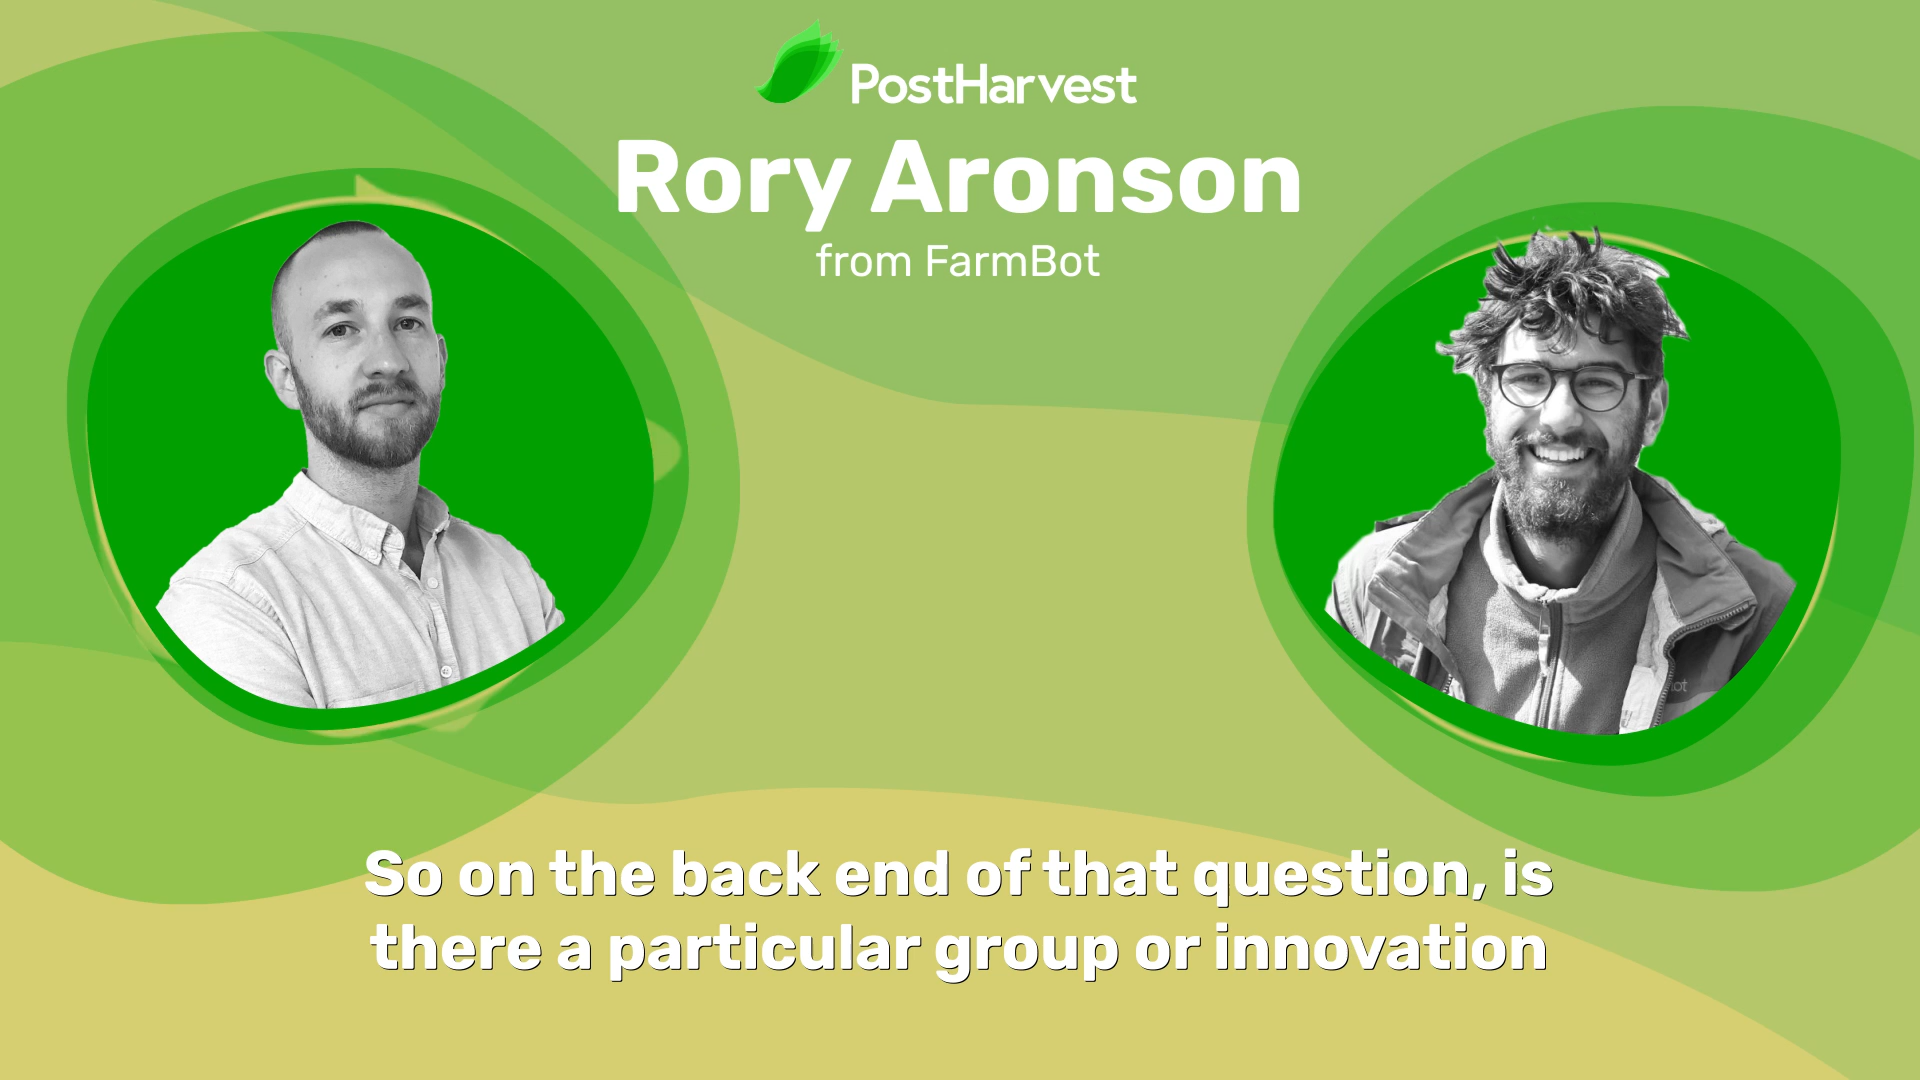 PostHarvest
Rory Aronson
from FarmBot
So on the back end of that question, is
there a particular group or innovation